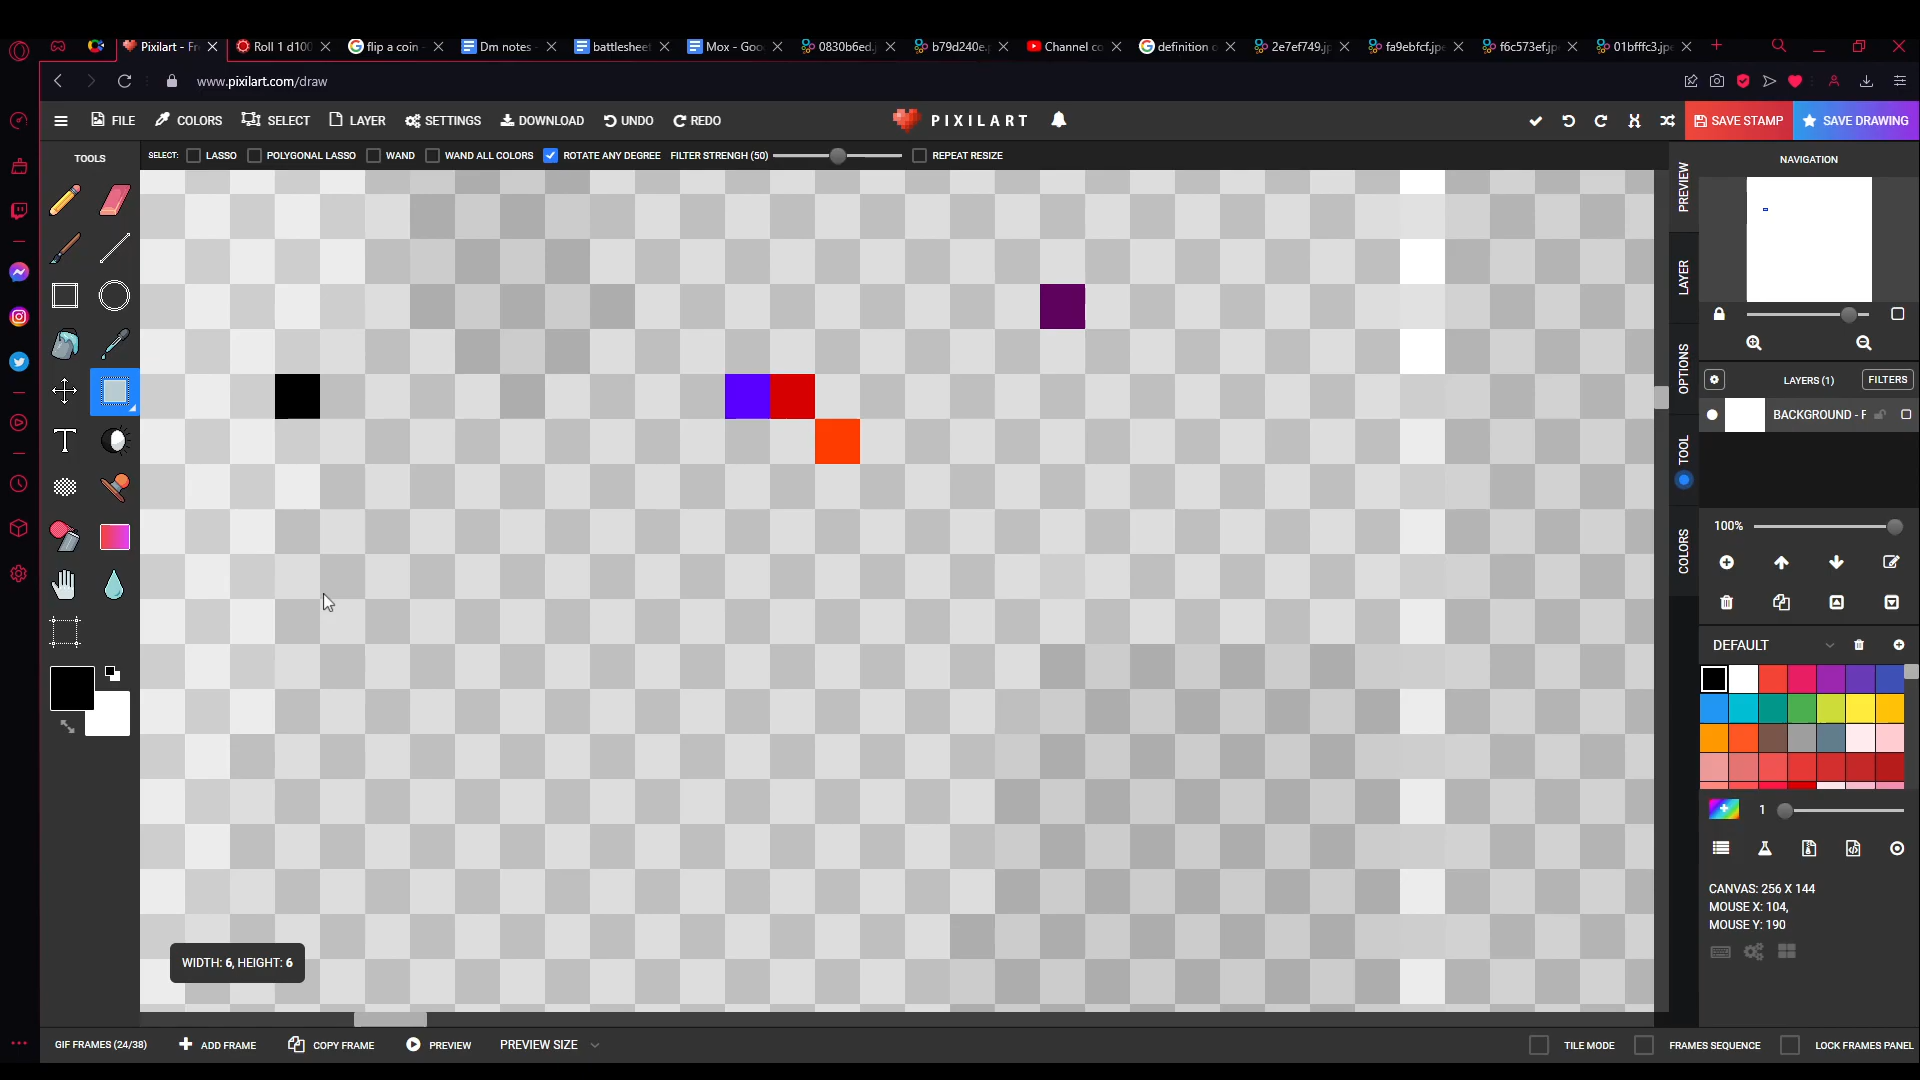 Pixilart - Fr
Roll 1 d100
flip a coin -
Dm notes -
battleshee
Mox - Goo
0830b6ed.
b79d240e.
Channel co
definition o
2e7ef749.jp
fa9ebfcf.jpe
f6c573ef.jp
01bfffc3.jp
www.pixilart.com/draw
FILE
COLORS
SELECT
LAYER
SETTINGS
DOWNLOAD
UNDO
REDO
PIXILART
SAVE STAMP
SAVE DRAWING
TOOLS
SELECT:
LASSO
POLYGONAL LASSO
WAND
WAND ALL COLORS
ROTATE ANY DEGREE
FILTER STRENGH (50)
REPEAT RESIZE
NAVIGATION
PREVIEW
LAYER
OPTIONS
TOOL
COLORS
LAYERS (1)
FILTERS
BACKGROUND - F
100%
DEFAULT
1
CANVAS: 256 X 144
MOUSE X: 104,
MOUSE Y: 190
WIDTH: 6, HEIGHT: 6
GIF FRAMES (24/38)
ADD FRAME
COPY FRAME
PREVIEW
PREVIEW SIZE
TILE MODE
FRAMES SEQUENCE
LOCK FRAMES PANEL